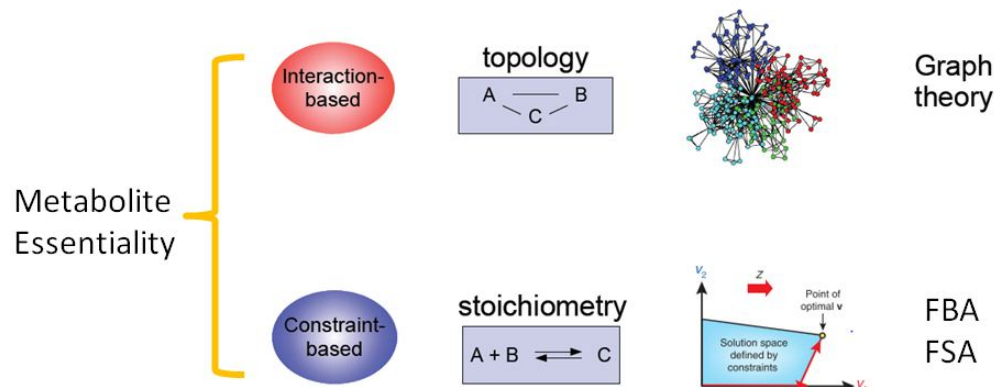 Metabolite
Essentiality
Interaction-
based
topology
A B
C
Graph
theory
Constraint-
based
stoichiometry
A + B ⇌ C
V2
Z
Point of
optimal v
Solution space
defined by
constraints
FBA
FSA